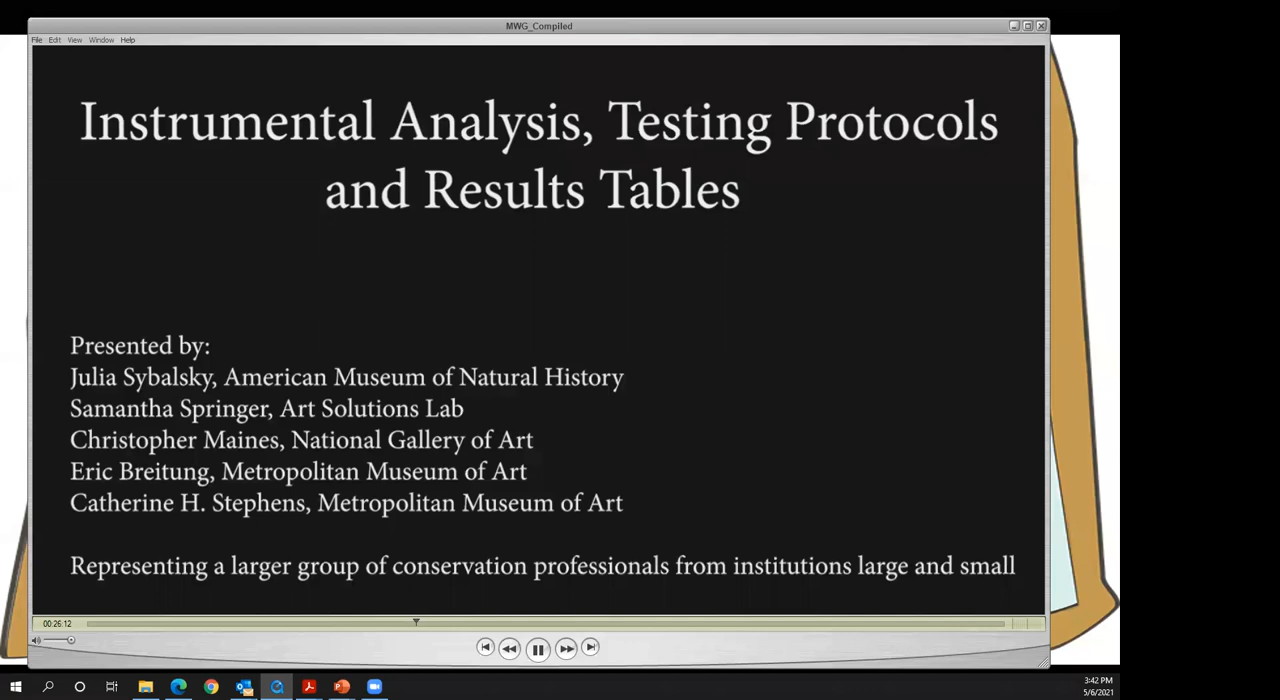 MWG_Compiled
File Edit View Window Help
Instrumental Analysis, Testing Protocols
and Results Tables
Presented by:
Julia Sybalsky, American Museum of Natural History
Samantha Springer, Art Solutions Lab
Christopher Maines, National Gallery of Art
Eric Breitung, Metropolitan Museum of Art
Catherine H. Stephens, Metropolitan Museum of Art
Representing a larger group of conservation professionals from institutions large and small
00:26:12
3:42 PM
5/6/2021